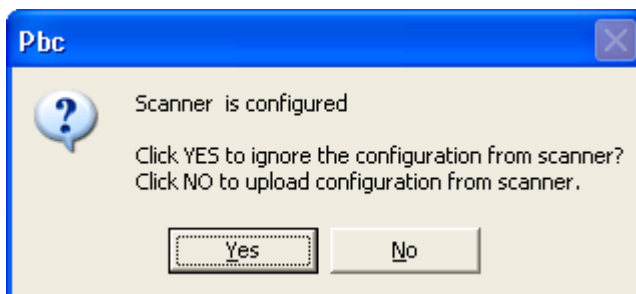 Pbc
Scanner is configured
Click YES to ignore the configuration from scanner?
Click NO to upload configuration from scanner.
Yes
No